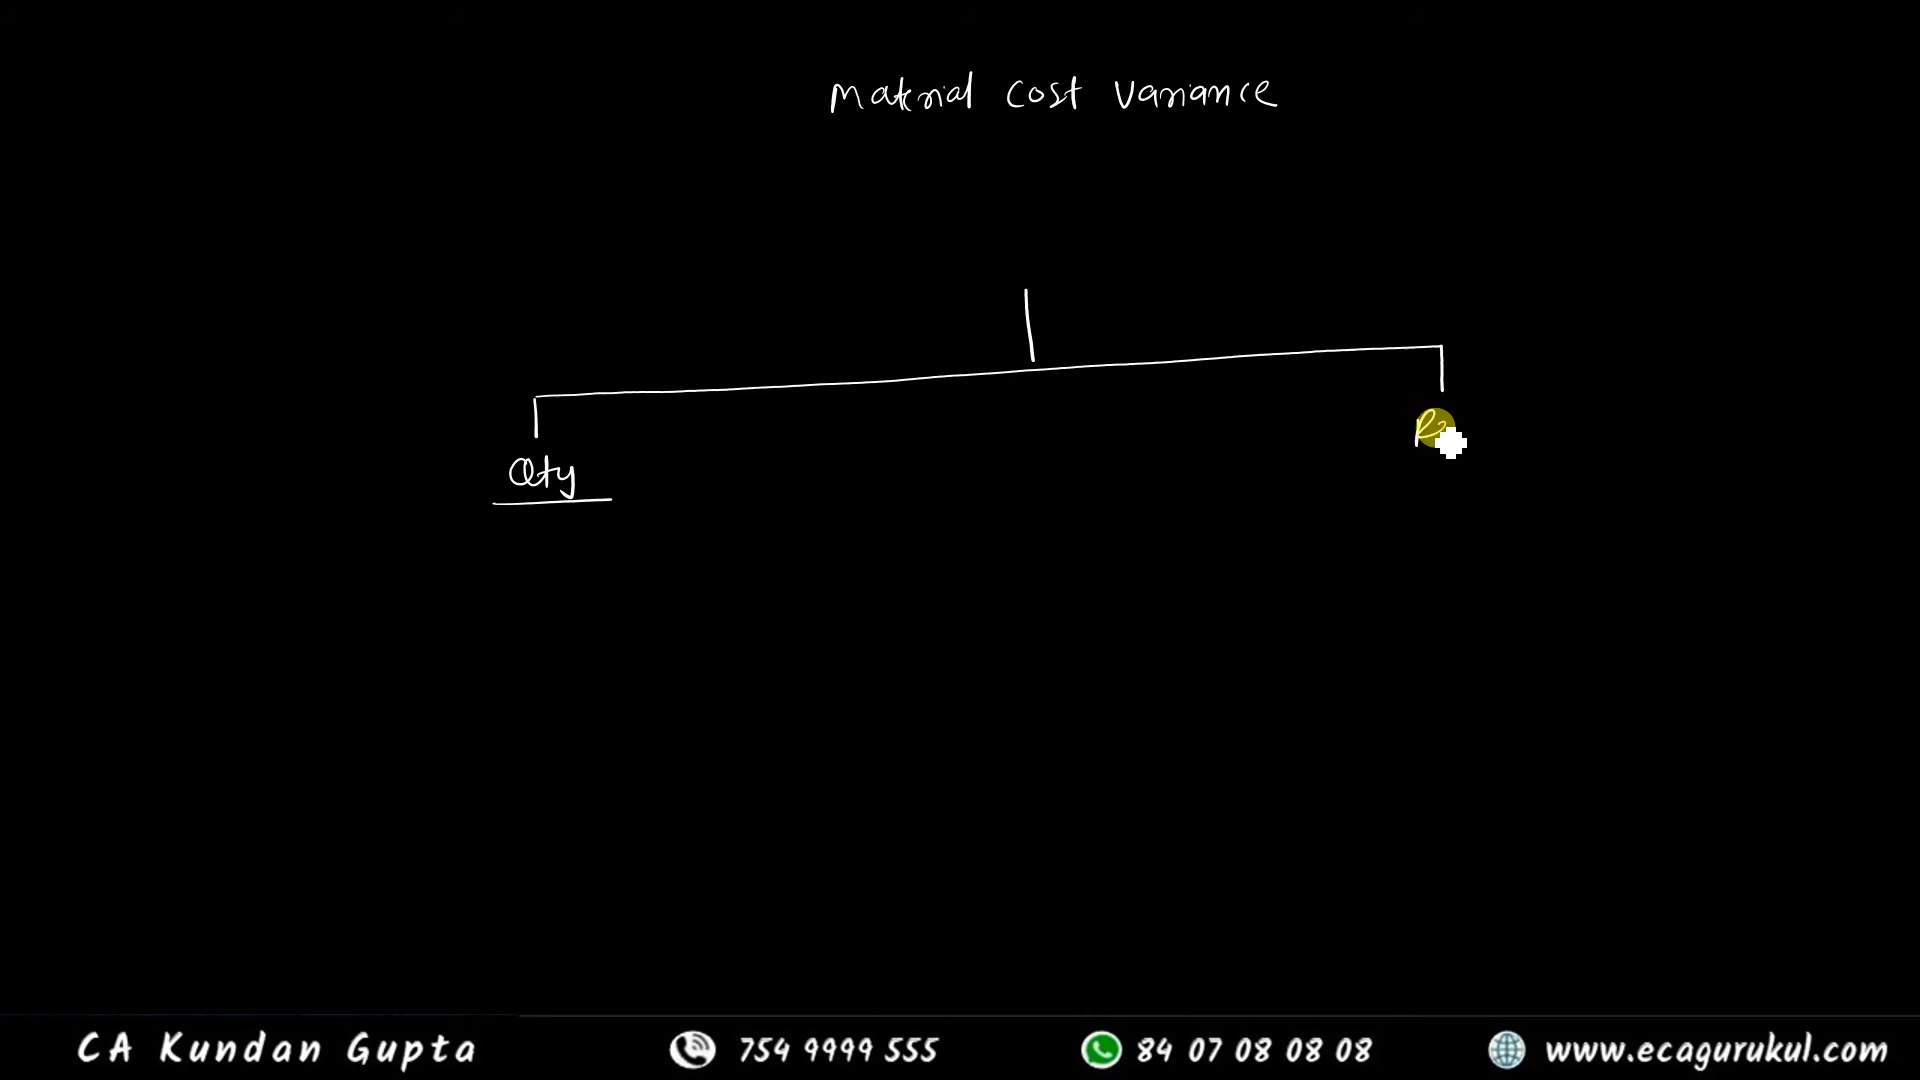 Material Cost Variance
Qty
CA Kundan Gupta 754 9999 555 84 07 08 08 08 www.ecagurukul.com